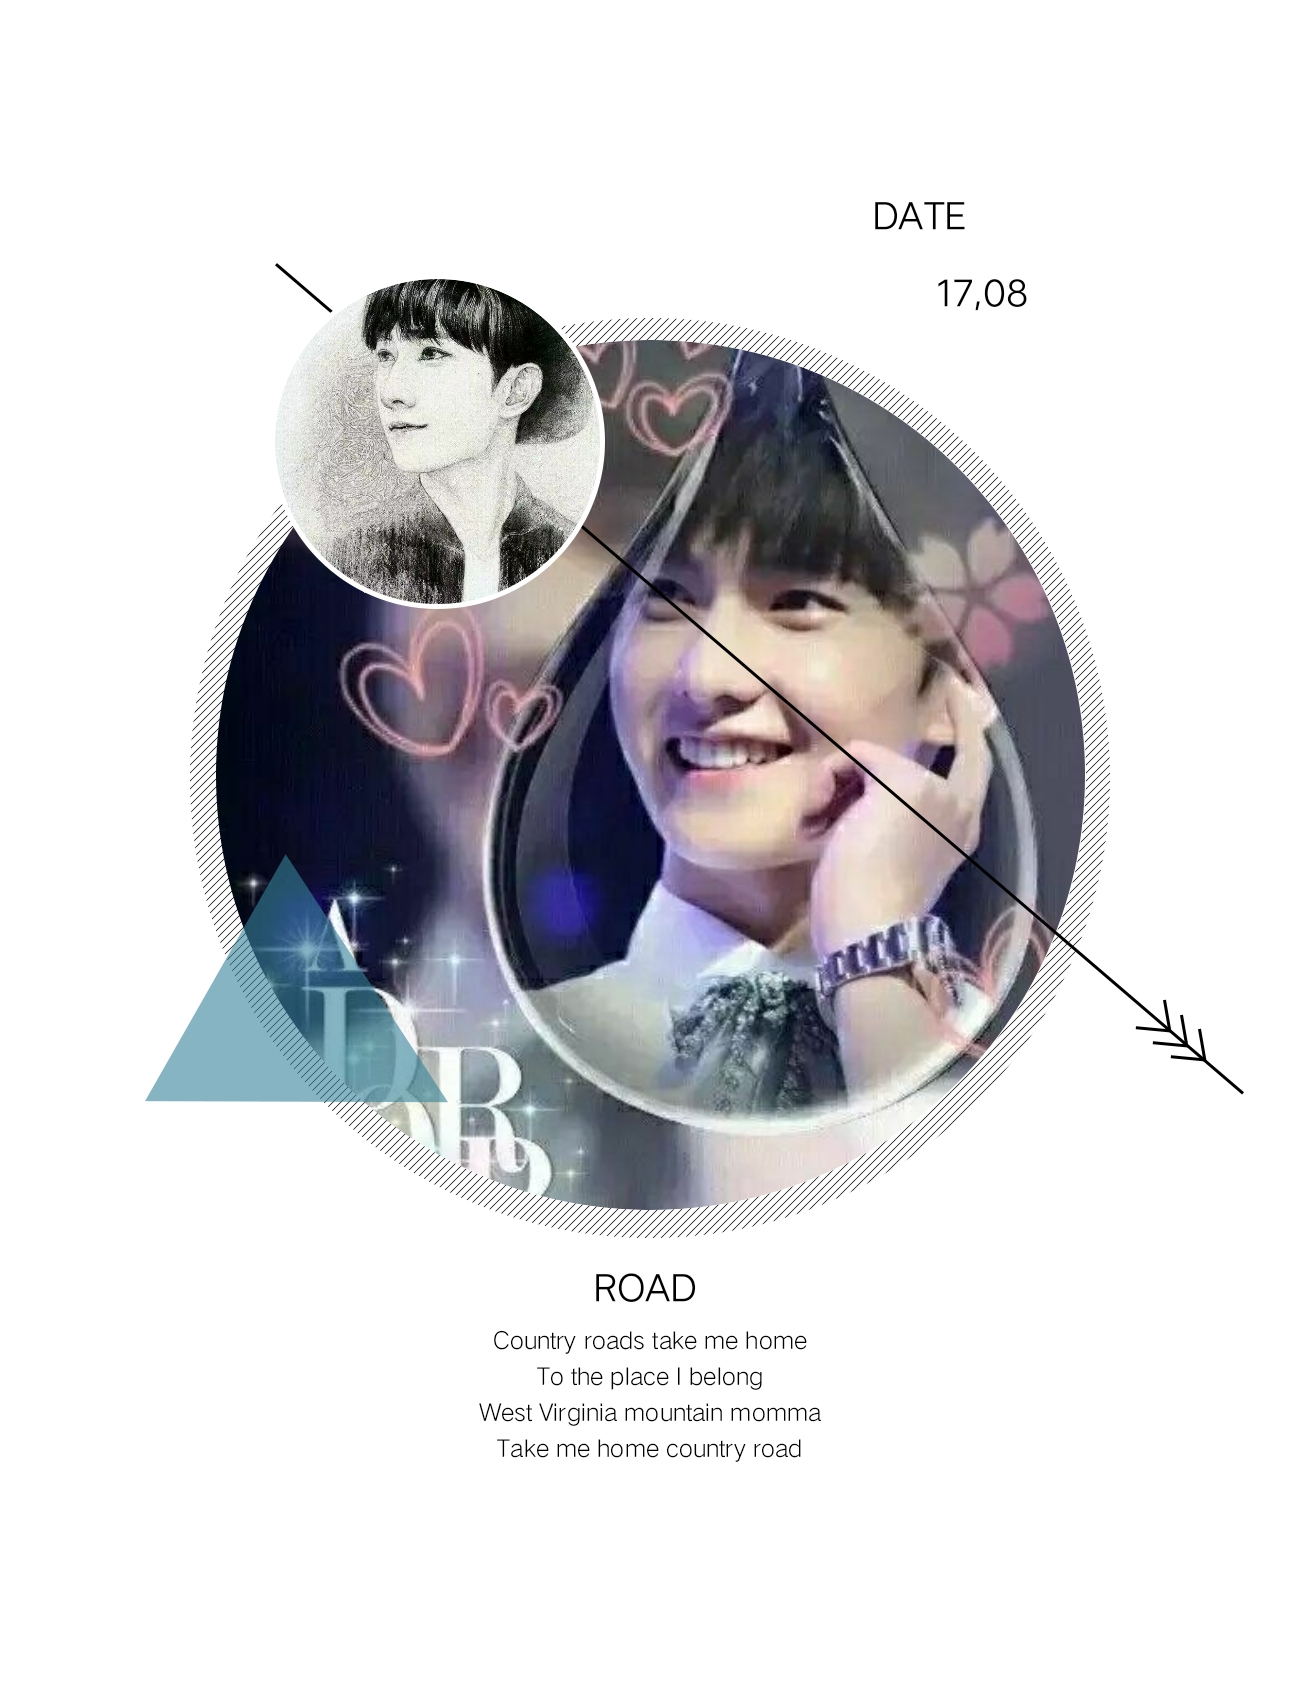 DATE
17,08
A
DR
ROAD
Country roads take me home
To the place I belong
West Virginia mountain momma
Take me home country road